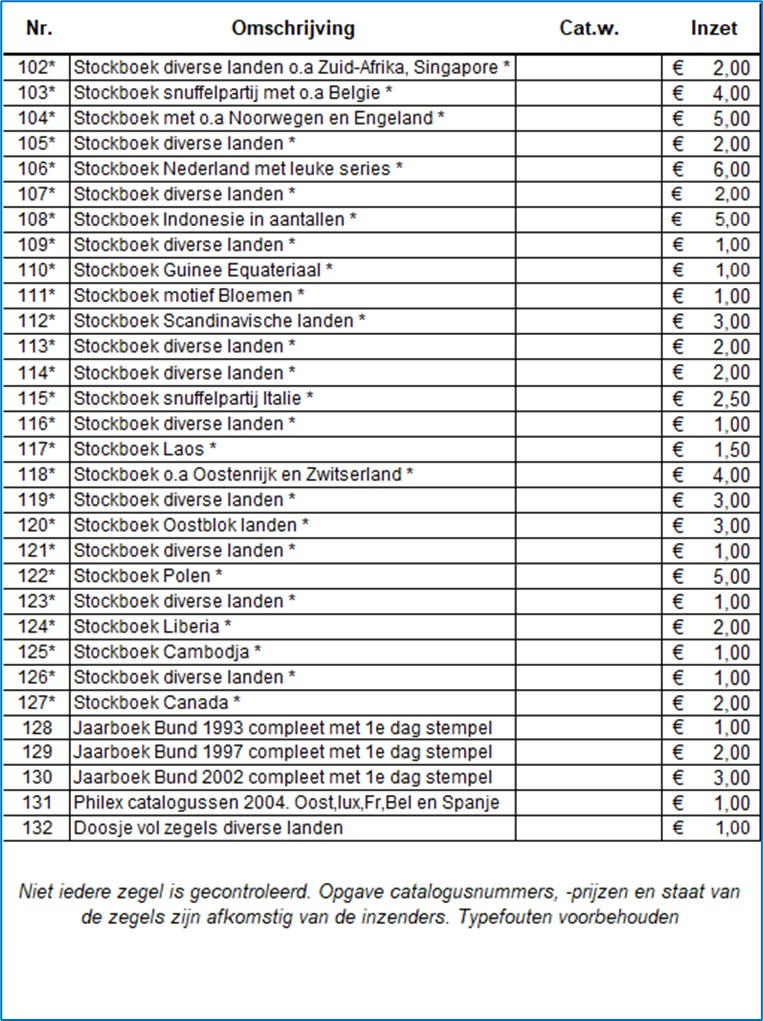 Nr. Omschrijving Cat.w. Inzet
102* Stockboek diverse landen o.a Zuid-Afrika, Singapore * € 2,00
103* Stockboek snuffelpartij met o.a Belgie * € 4,00
104* Stockboek met o.a Noorwegen en Engeland * € 5,00
105* Stockboek diverse landen * € 2,00
106* Stockboek Nederland met leuke series * € 6,00
107* Stockboek diverse landen * € 2,00
108* Stockboek Indonesie in aantallen * € 5,00
109* Stockboek diverse landen * € 1,00
110* Stockboek Guinee Equateriaal * € 1,00
111* Stockboek motief Bloemen * € 1,00
112* Stockboek Scandinavische landen * € 3,00
113* Stockboek diverse landen * € 2,00
114* Stockboek diverse landen * € 2,00
115* Stockboek snuffelpartij Italie * € 2,50
116* Stockboek diverse landen * € 1,00
117* Stockboek Laos * € 1,50
118* Stockboek o.a Oostenrijk en Zwitserland * € 4,00
119* Stockboek diverse landen * € 3,00
120* Stockboek Oostblok landen * € 3,00
121* Stockboek diverse landen * € 1,00
122* Stockboek Polen * € 5,00
123* Stockboek diverse landen * € 1,00
124* Stockboek Liberia * € 2,00
125* Stockboek Cambodja * € 1,00
126* Stockboek diverse landen * € 1,00
127* Stockboek Canada * € 2,00
128 Jaarboek Bund 1993 compleet met 1e dag stempel € 1,00
129 Jaarboek Bund 1997 compleet met 1e dag stempel € 2,00
130 Jaarboek Bund 2002 compleet met 1e dag stempel € 3,00
131 Philex catalogussen 2004. Oost,lux,Fr,Bel en Spanje € 1,00
132 Doosje vol zegels diverse landen € 1,00
Niet iedere zegel is gecontroleerd. Opgave catalogusnummers, -prijzen en staat van
de zegels zijn afkomstig van de inzenders. Typefouten voorbehouden